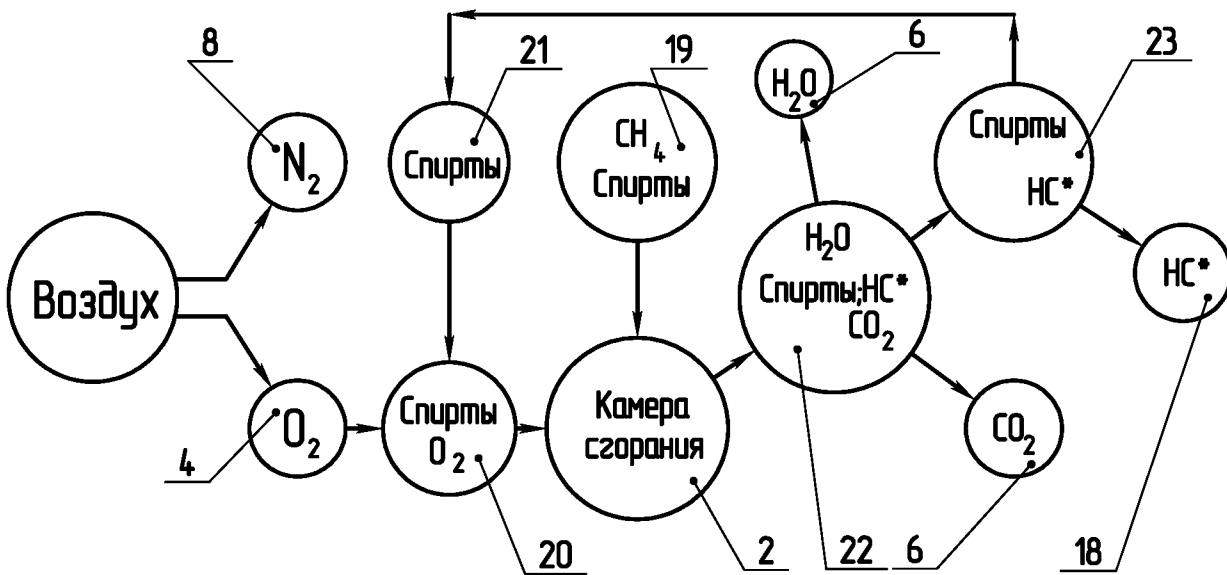 8
21
19
6
23
H₂O
N₂
Спирты
CH₄
Спирты
Спирты
HC*
Воздух
H₂O
Спирты;HC*
CO₂
HC*
O₂
Спирты
O₂
Камера
сгорания
CO₂
4
20
2
22
6
18